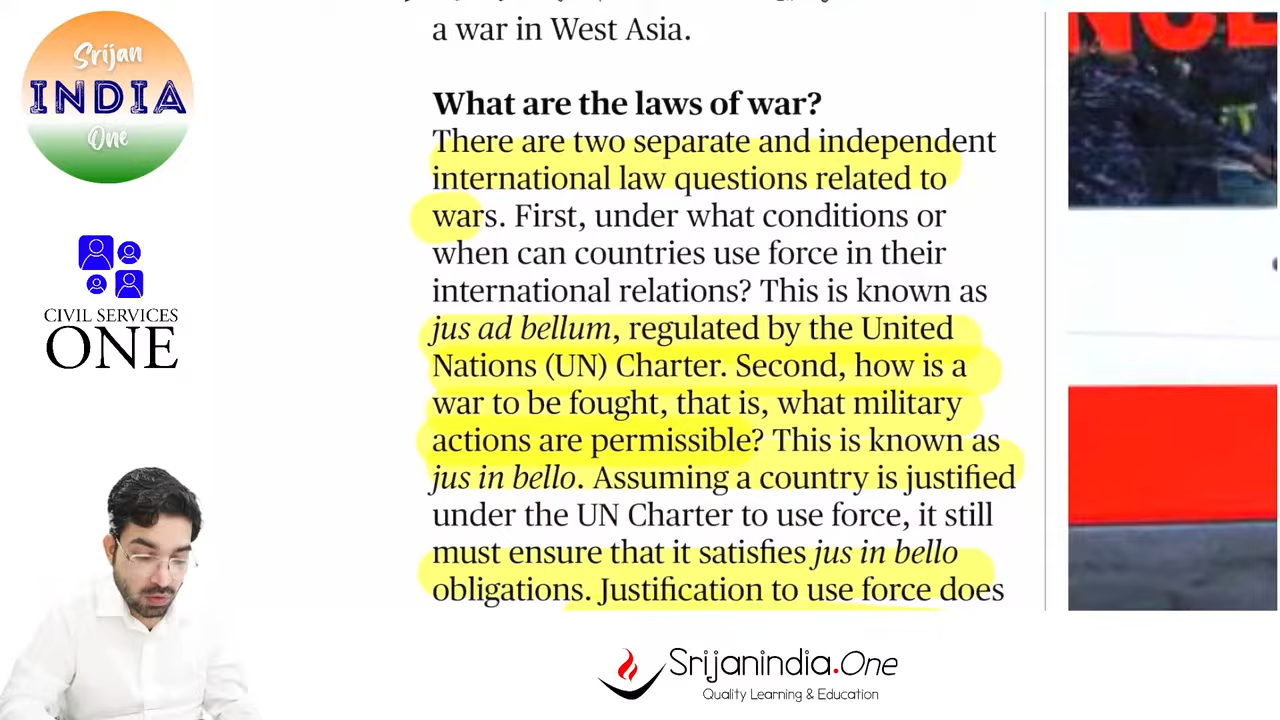 Srijan
INDIA
One
CIVIL SERVICES
ONE
a war in West Asia.
What are the laws of war?
There are two separate and independent
international law questions related to
wars. First, under what conditions or
when can countries use force in their
international relations? This is known as
jus ad bellum, regulated by the United
Nations (UN) Charter. Second, how is a
war to be fought, that is, what military
actions are permissible? This is known as
jus in bello. Assuming a country is justified
under the UN Charter to use force, it still
must ensure that it satisfies jus in bello
obligations. Justification to use force does
Srijanindia.One
Quality Learning & Education